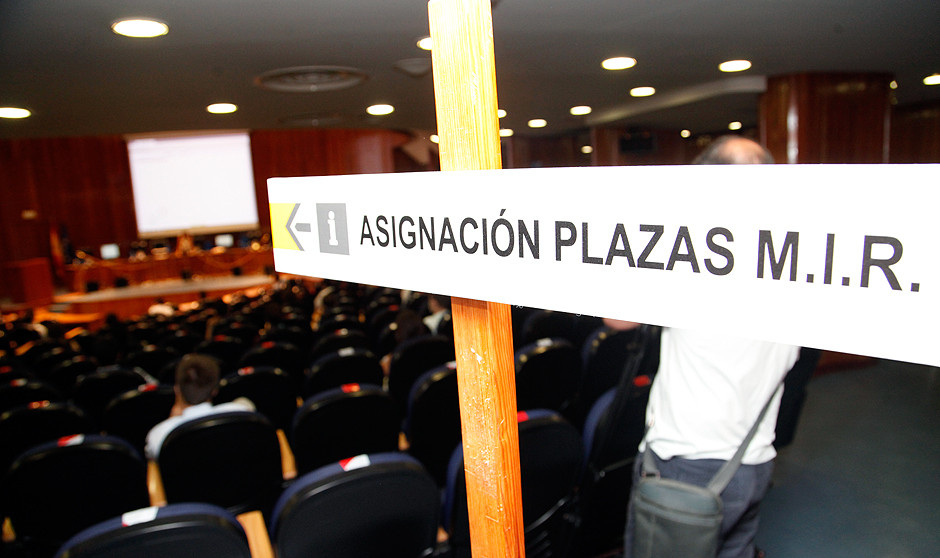 i ASIGNACIÓN PLAZAS M.I.R.